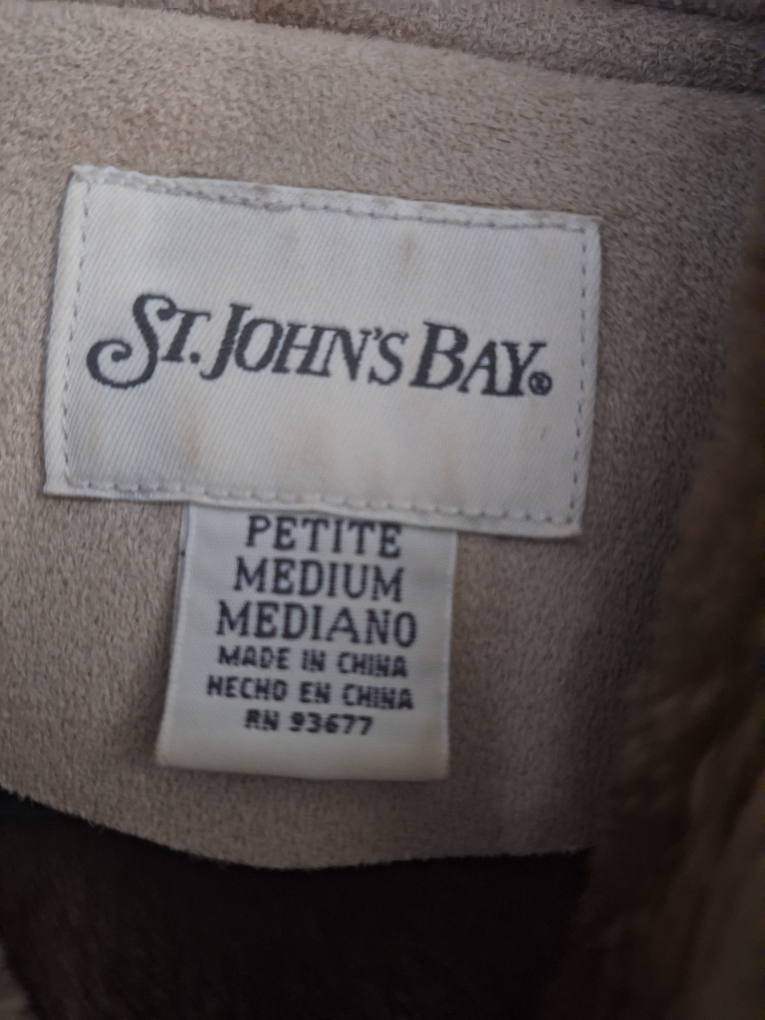 ST. JOHN'S BAY®
PETITE
MEDIUM
MEDIANO
MADE IN CHINA
HECHO EN CHINA
RN 93677